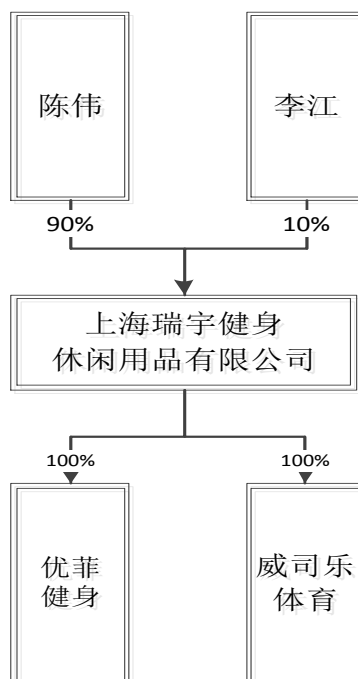 陈伟
李江
90%
10%
上海瑞宇健身
休闲用品有限公司
100%
100%
优菲
健身
威司乐
体育